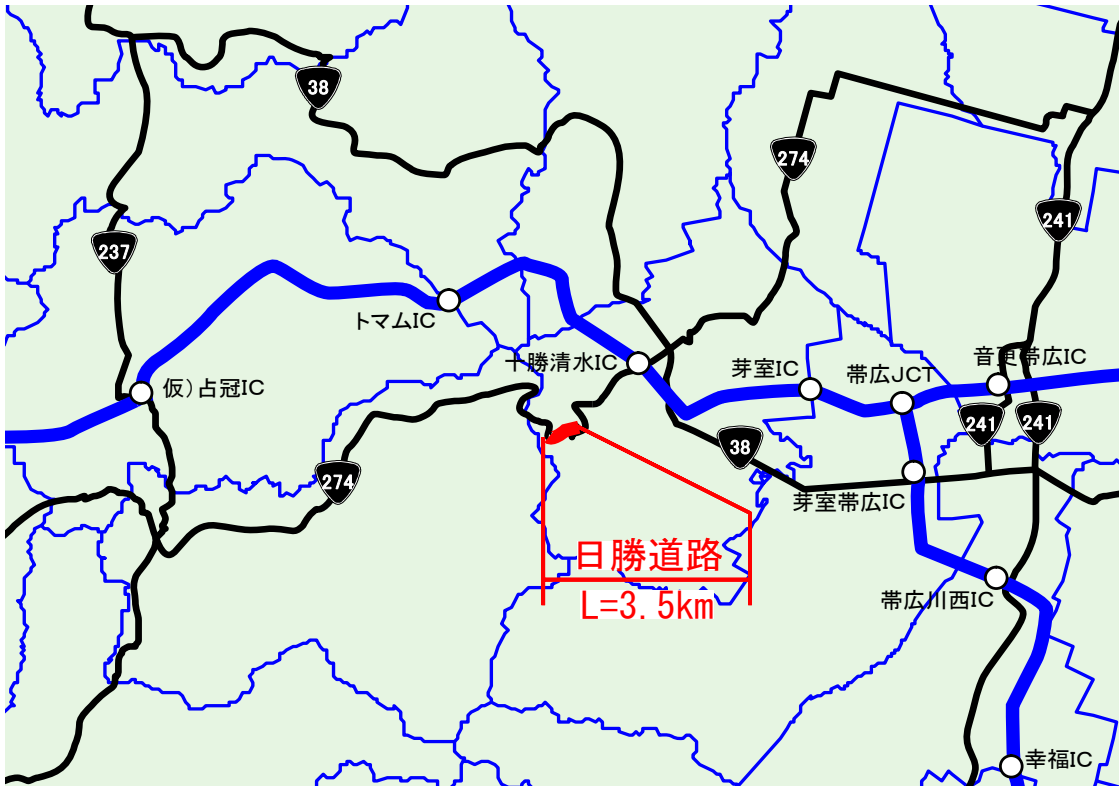 38
274
241
237
トマムIC
十勝清水IC
芽室IC
帯広JCT
音更帯広IC
仮)占冠IC
241
241
38
274
芽室帯広IC
日勝道路
L=3.5km
帯広川西IC
幸福IC